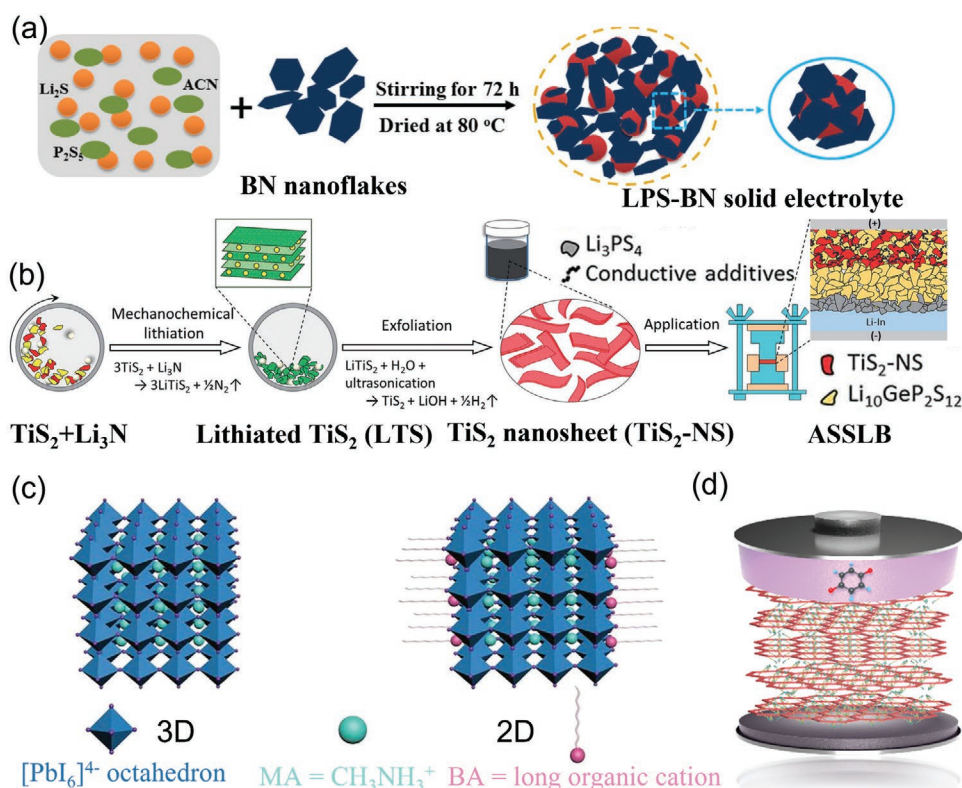 (a)
Li₂S
ACN
P₂S₅
+
BN nanoflakes
Stirring for 72 h
Dried at 80 °C
LPS-BN solid electrolyte
(b)
Mechanochemical
lithiation
3TiS₂ + Li₃N
→ 3LiTiS₂ + ½N₂↑
Exfoliation
LiTiS₂ + H₂O +
ultrasonication
→ TiS₂ + LiOH + ½H₂↑
Li₃PS₄
Conductive additives
Application
(+)
Li-In
(-)
TiS₂-NS
Li₁₀GeP₂S₁₂
TiS₂+Li₃N
Lithiated TiS₂ (LTS)
TiS₂ nanosheet (TiS₂-NS)
ASSLB
(c)
3D
2D
[PbI₆]⁴⁻ octahedron
MA = CH₃NH₃⁺
BA = long organic cation
(d)